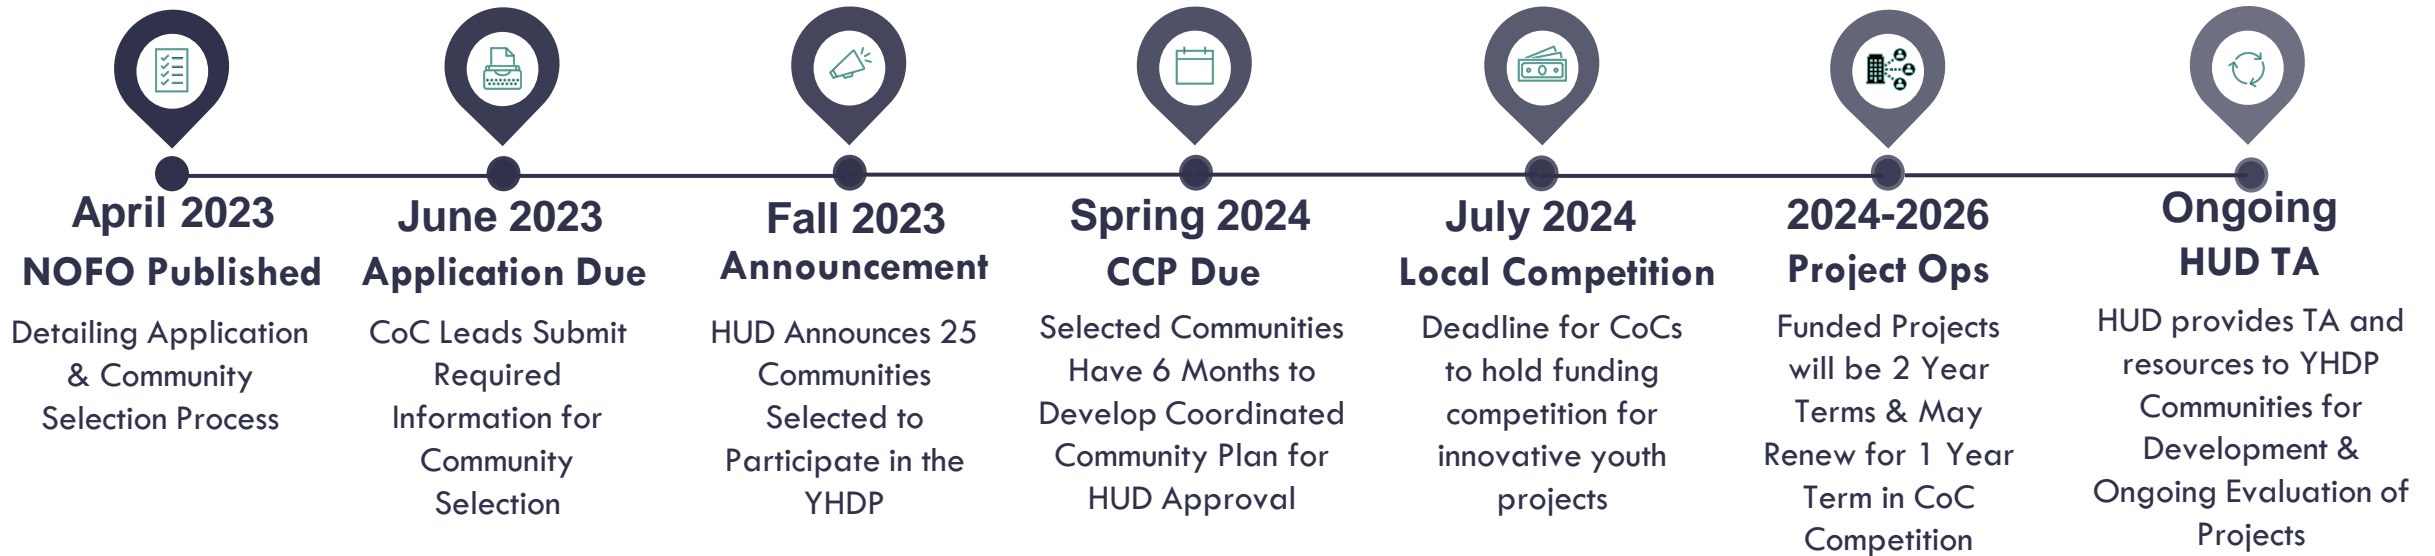 April 2023
NOFO Published
Detailing Application
& Community
Selection Process
June 2023
Application Due
CoC Leads Submit
Required
Information for
Community
Selection
Fall 2023
Announcement
HUD Announces 25
Communities
Selected to
Participate in the
YHDP
Spring 2024
CCP Due
Selected Communities
Have 6 Months to
Develop Coordinated
Community Plan for
HUD Approval
July 2024
Local Competition
Deadline for CoCs
to hold funding
competition for
innovative youth
projects
2024-2026
Project Ops
Funded Projects
will be 2 Year
Terms & May
Renew for 1 Year
Term in CoC
Competition
Ongoing
HUD TA
HUD provides TA and
resources to YHDP
Communities for
Development &
Ongoing Evaluation of
Projects